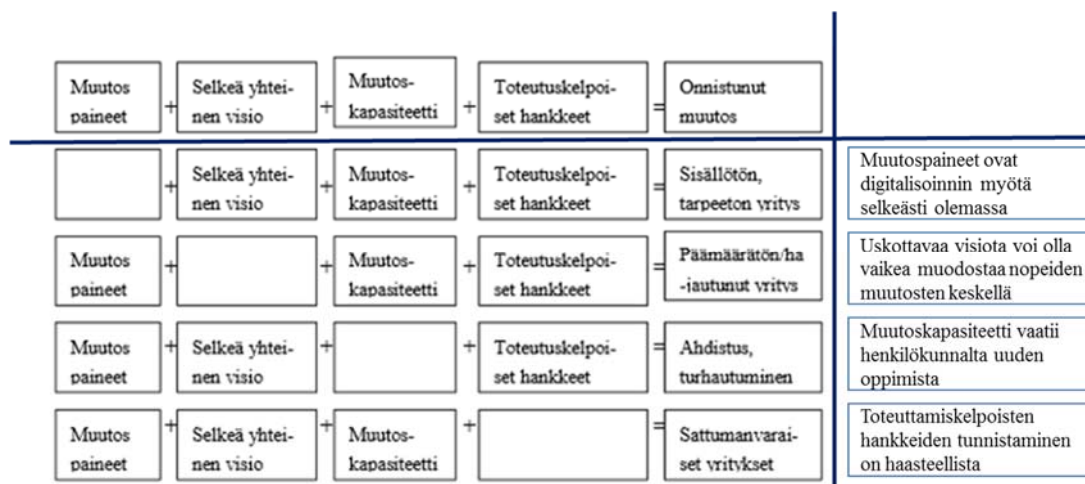 Muutos + Selkeä yhtei- + Muutos- + Toteutuskelpoi- = Onnistunut
paineet nen visio kapasiteetti set hankkeet muutos
+ Selkeä yhtei- + Muutos- + Toteutuskelpoi- = Sisällötön,
nen visio kapasiteetti set hankkeet tarpeeton yritys
Muutospaineet ovat
digitalisoinnin myötä
selkeästi olemassa
Muutos + + Muutos- + Toteutuskelpoi- = Päämäärätön/ha
paineet kapasiteetti set hankkeet -jautunut yritys
Uskottavaa visiota voi olla
vaikea muodostaa nopeiden
muutosten keskellä
Muutos + Selkeä yhtei- + + Toteutuskelpoi- = Ahdistus,
paineet nen visio set hankkeet turhautuminen
Muutoskapasiteetti vaatii
henkilökunnalta uuden
oppimista
Muutos + Selkeä yhtei- + Muutos- + = Sattumanvarai-
paineet nen visio kapasiteetti set yritykset
Toteuttamiskelpoisten
hankkeiden tunnistaminen
on haasteellista